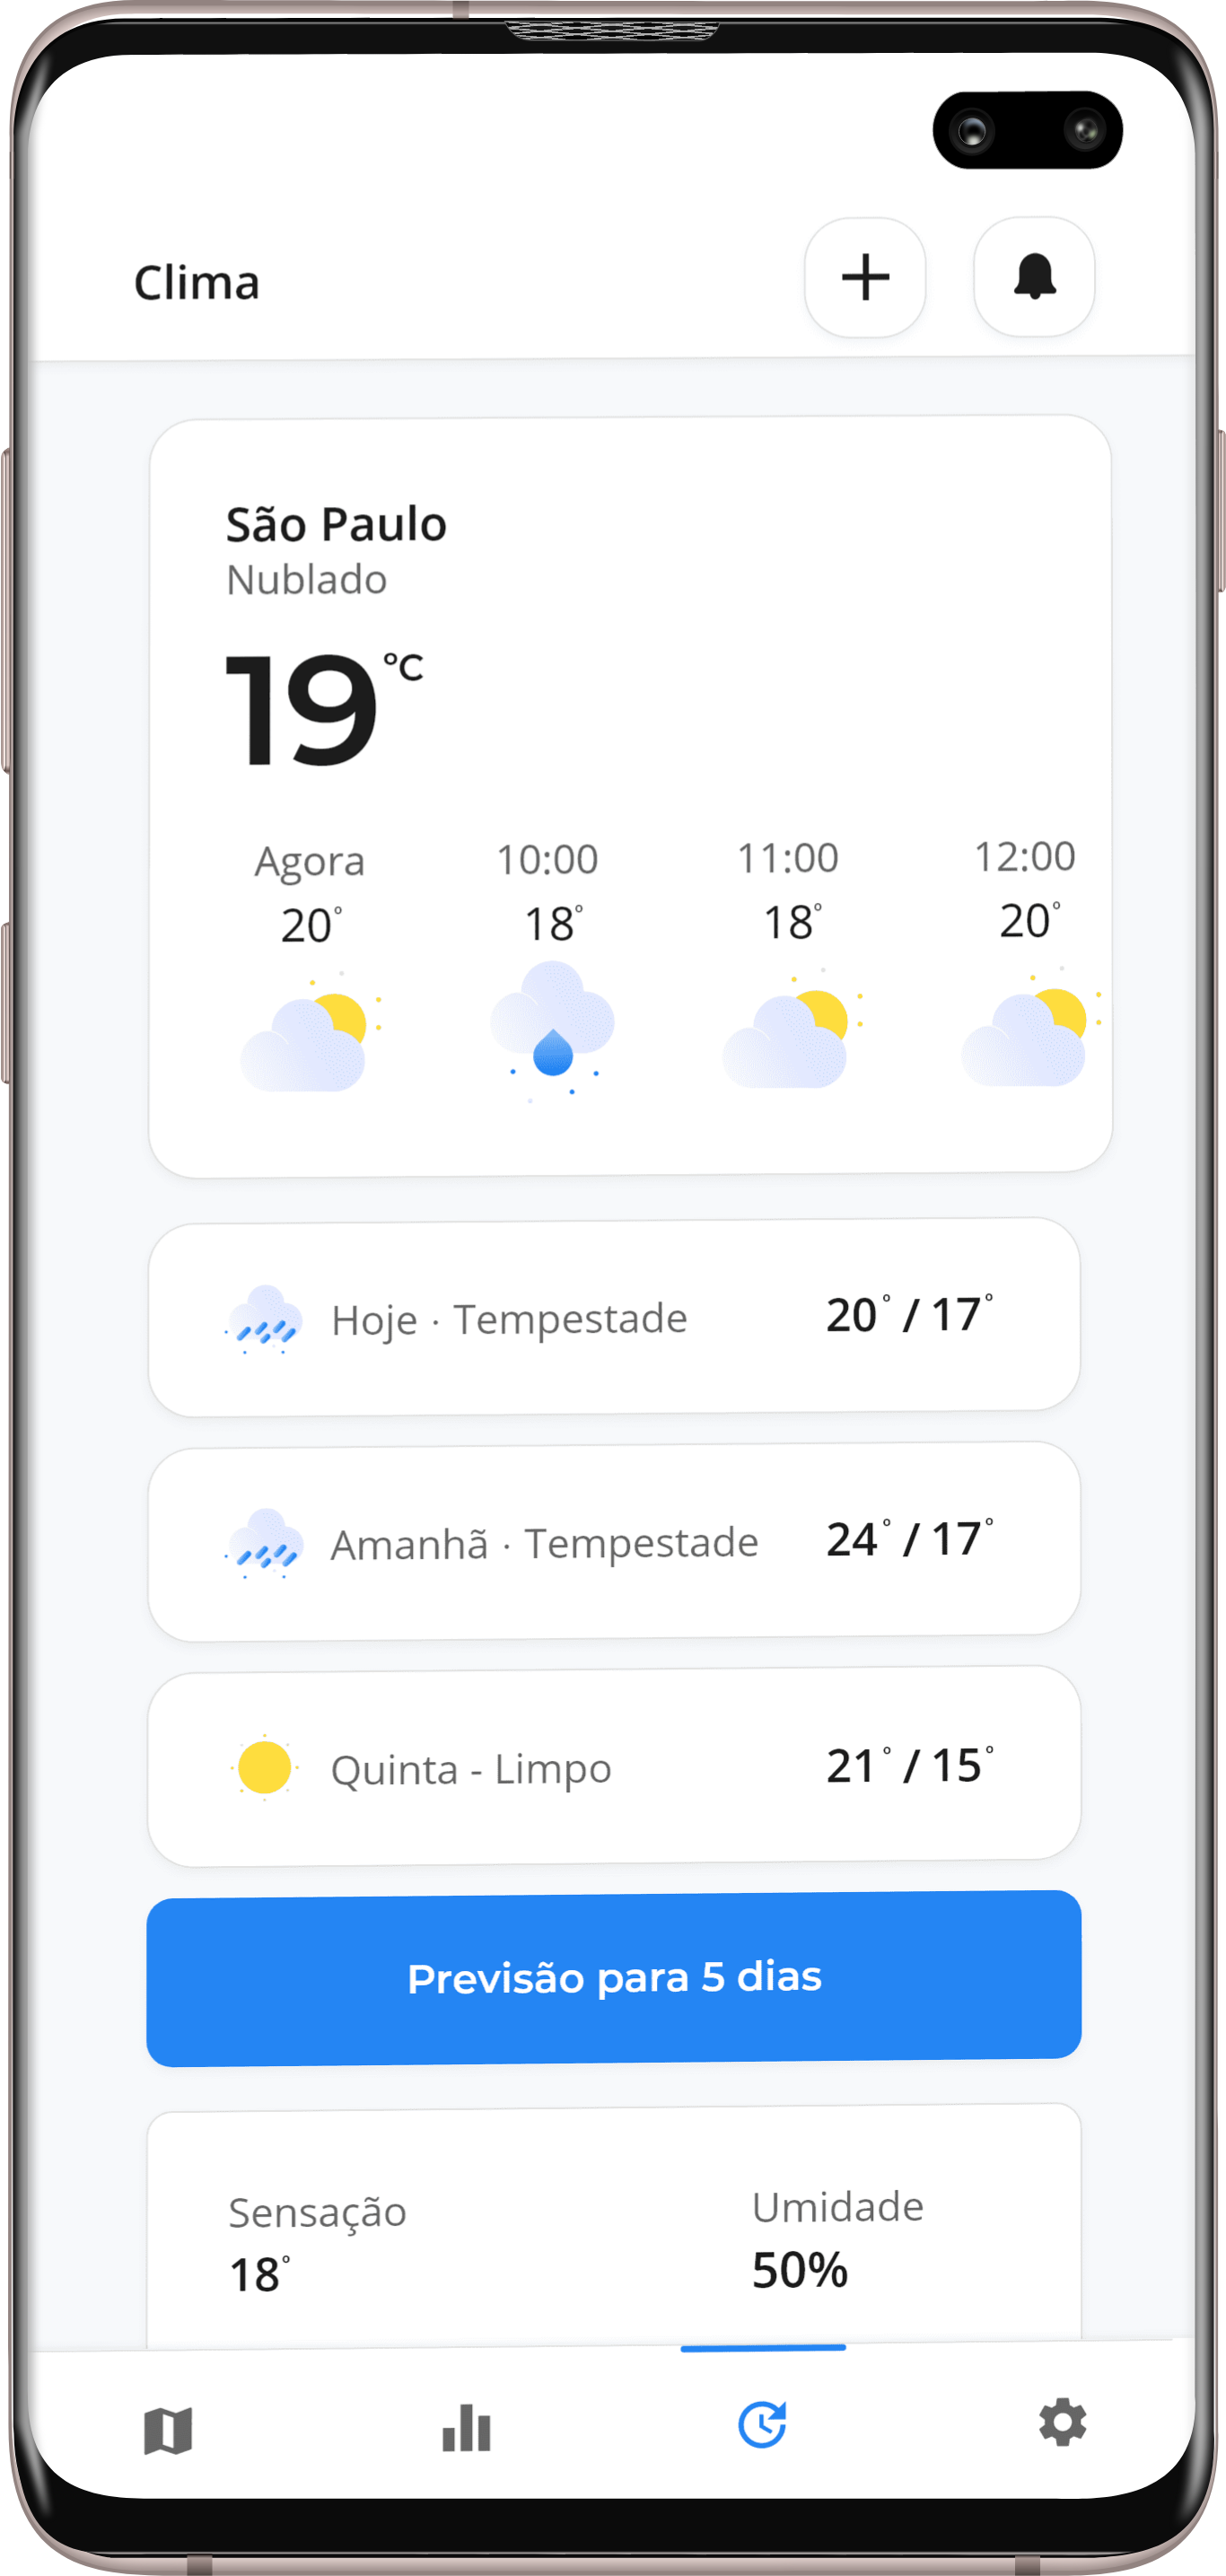 Clima
São Paulo
Nublado
19°C
Agora 10:00 11:00 12:00
20° 18° 18° 20°
Hoje · Tempestade 20° / 17°
Amanhã · Tempestade 24° / 17°
Quinta - Limpo 21° / 15°
Previsão para 5 dias
Sensação Umidade
18° 50%